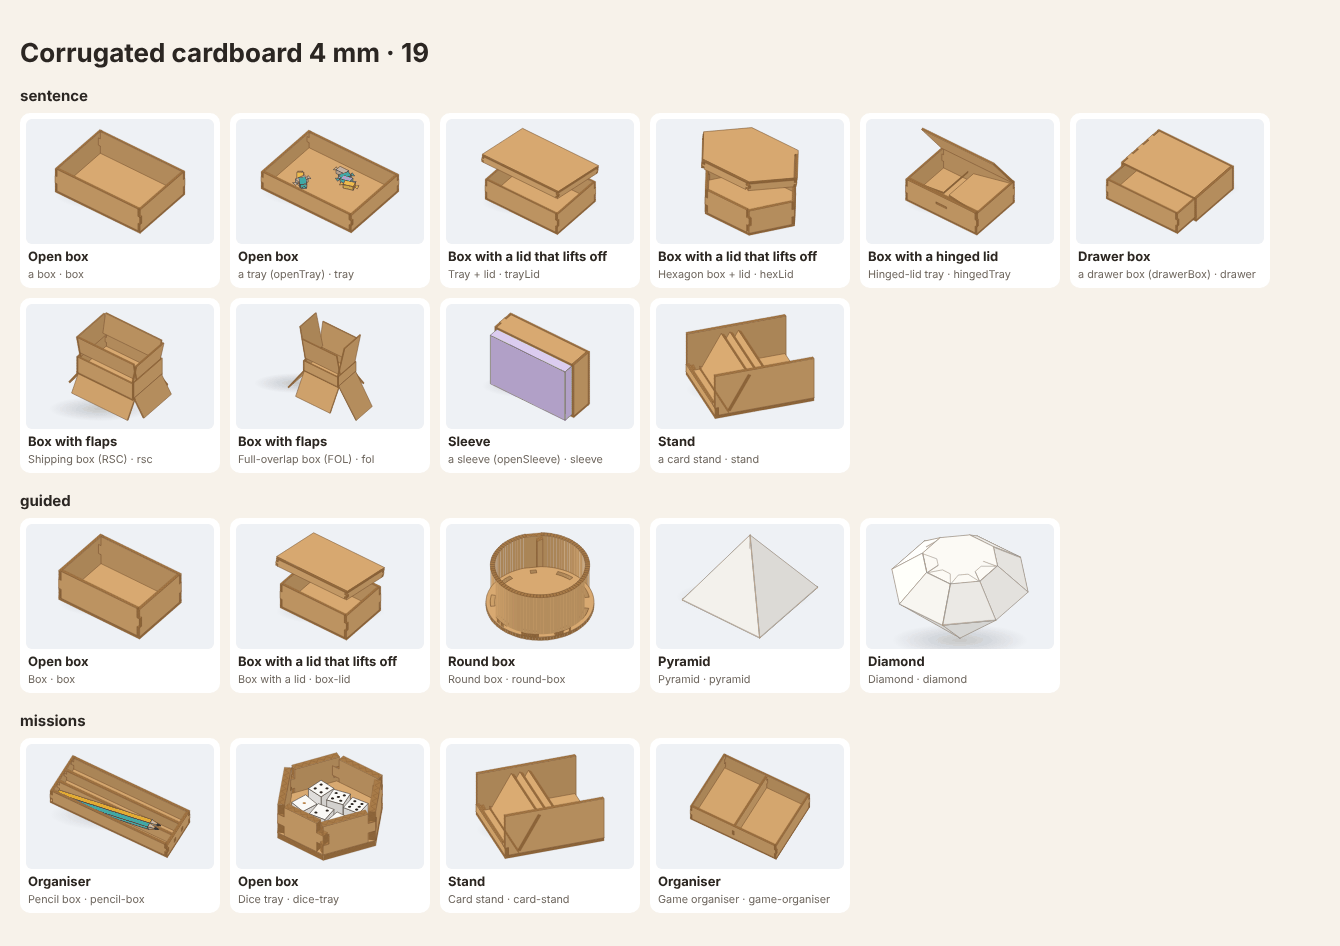 Corrugated cardboard 4 mm · 19
sentence
Open box
a box · box
Open box
a tray (openTray) · tray
Box with a lid that lifts off
Tray + lid · trayLid
Box with a lid that lifts off
Hexagon box + lid · hexLid
Box with a hinged lid
Hinged-lid tray · hingedTray
Drawer box
a drawer box (drawerBox) · drawer
Box with flaps
Shipping box (RSC) · rsc
Box with flaps
Full-overlap box (FOL) · fol
Sleeve
a sleeve (openSleeve) · sleeve
Stand
a card stand · stand
guided
Open box
Box · box
Box with a lid that lifts off
Box with a lid · box-lid
Round box
Round box · round-box
Pyramid
Pyramid · pyramid
Diamond
Diamond · diamond
missions
Organiser
Pencil box · pencil-box
Open box
Dice tray · dice-tray
Stand
Card stand · card-stand
Organiser
Game organiser · game-organiser